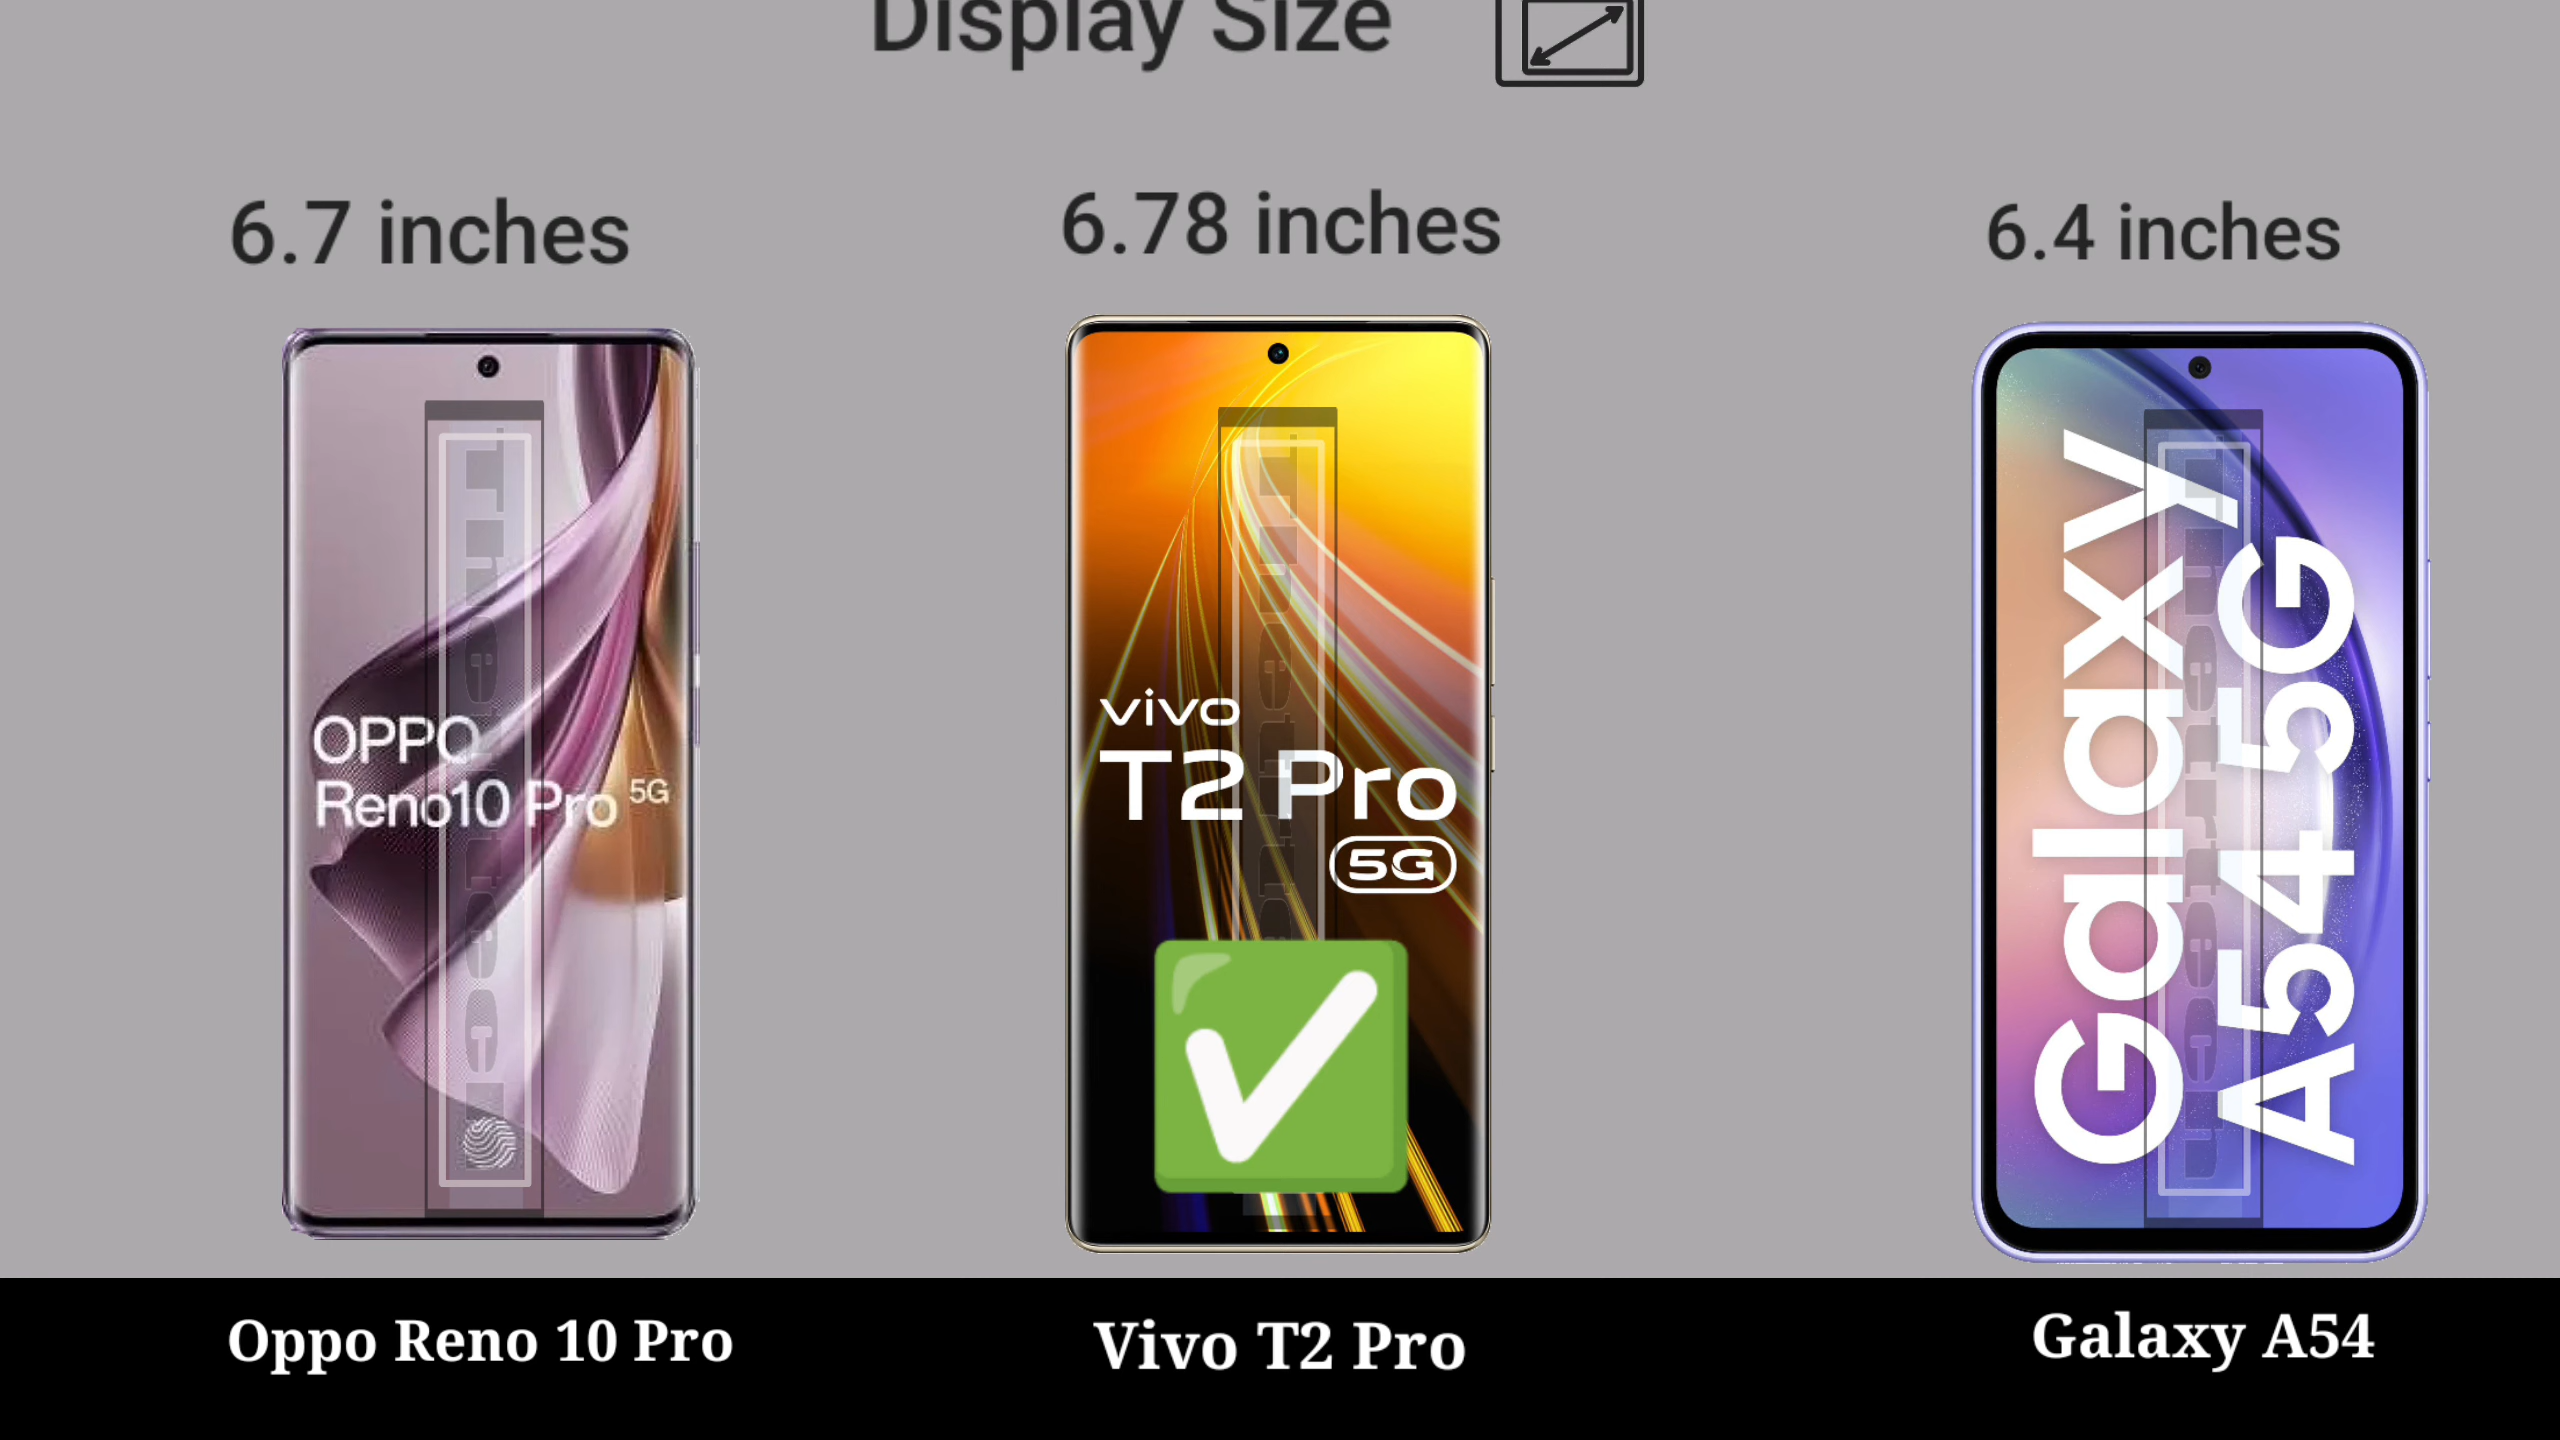 Display Size
6.7 inches
6.78 inches
6.4 inches
OPPO
Reno10 Pro 5G
vivo
T2 Pro
5G
Galaxy
A54 5G
Oppo Reno 10 Pro
Vivo T2 Pro
Galaxy A54